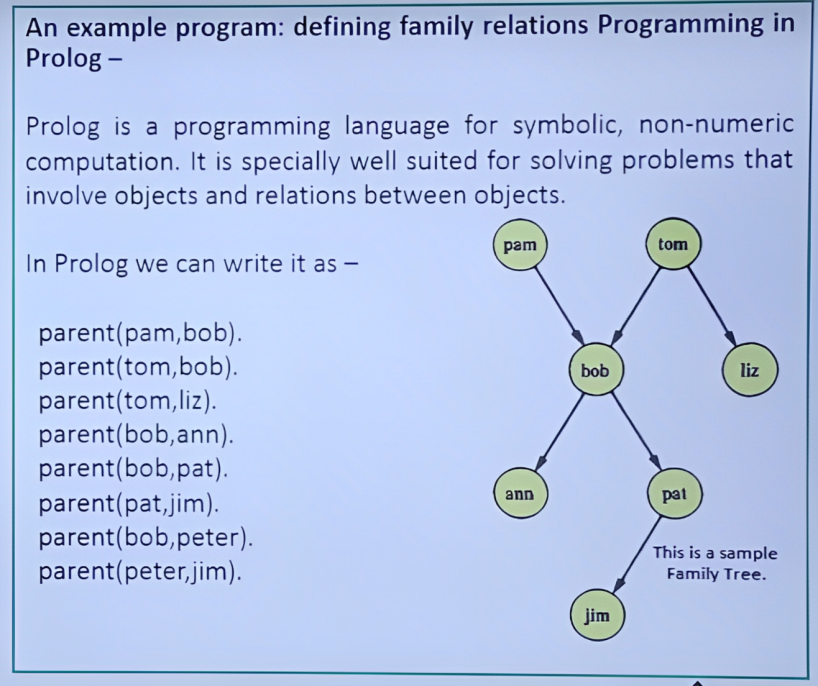 An example program: defining family relations Programming in
Prolog –
Prolog is a programming language for symbolic, non-numeric
computation. It is specially well suited for solving problems that
involve objects and relations between objects.
In Prolog we can write it as –
parent(pam,bob).
parent(tom,bob).
parent(tom,liz).
parent(bob,ann).
parent(bob,pat).
parent(pat,jim).
parent(bob,peter).
parent(peter,jim).
pam
tom
bob
liz
ann
pat
This is a sample
Family Tree.
jim